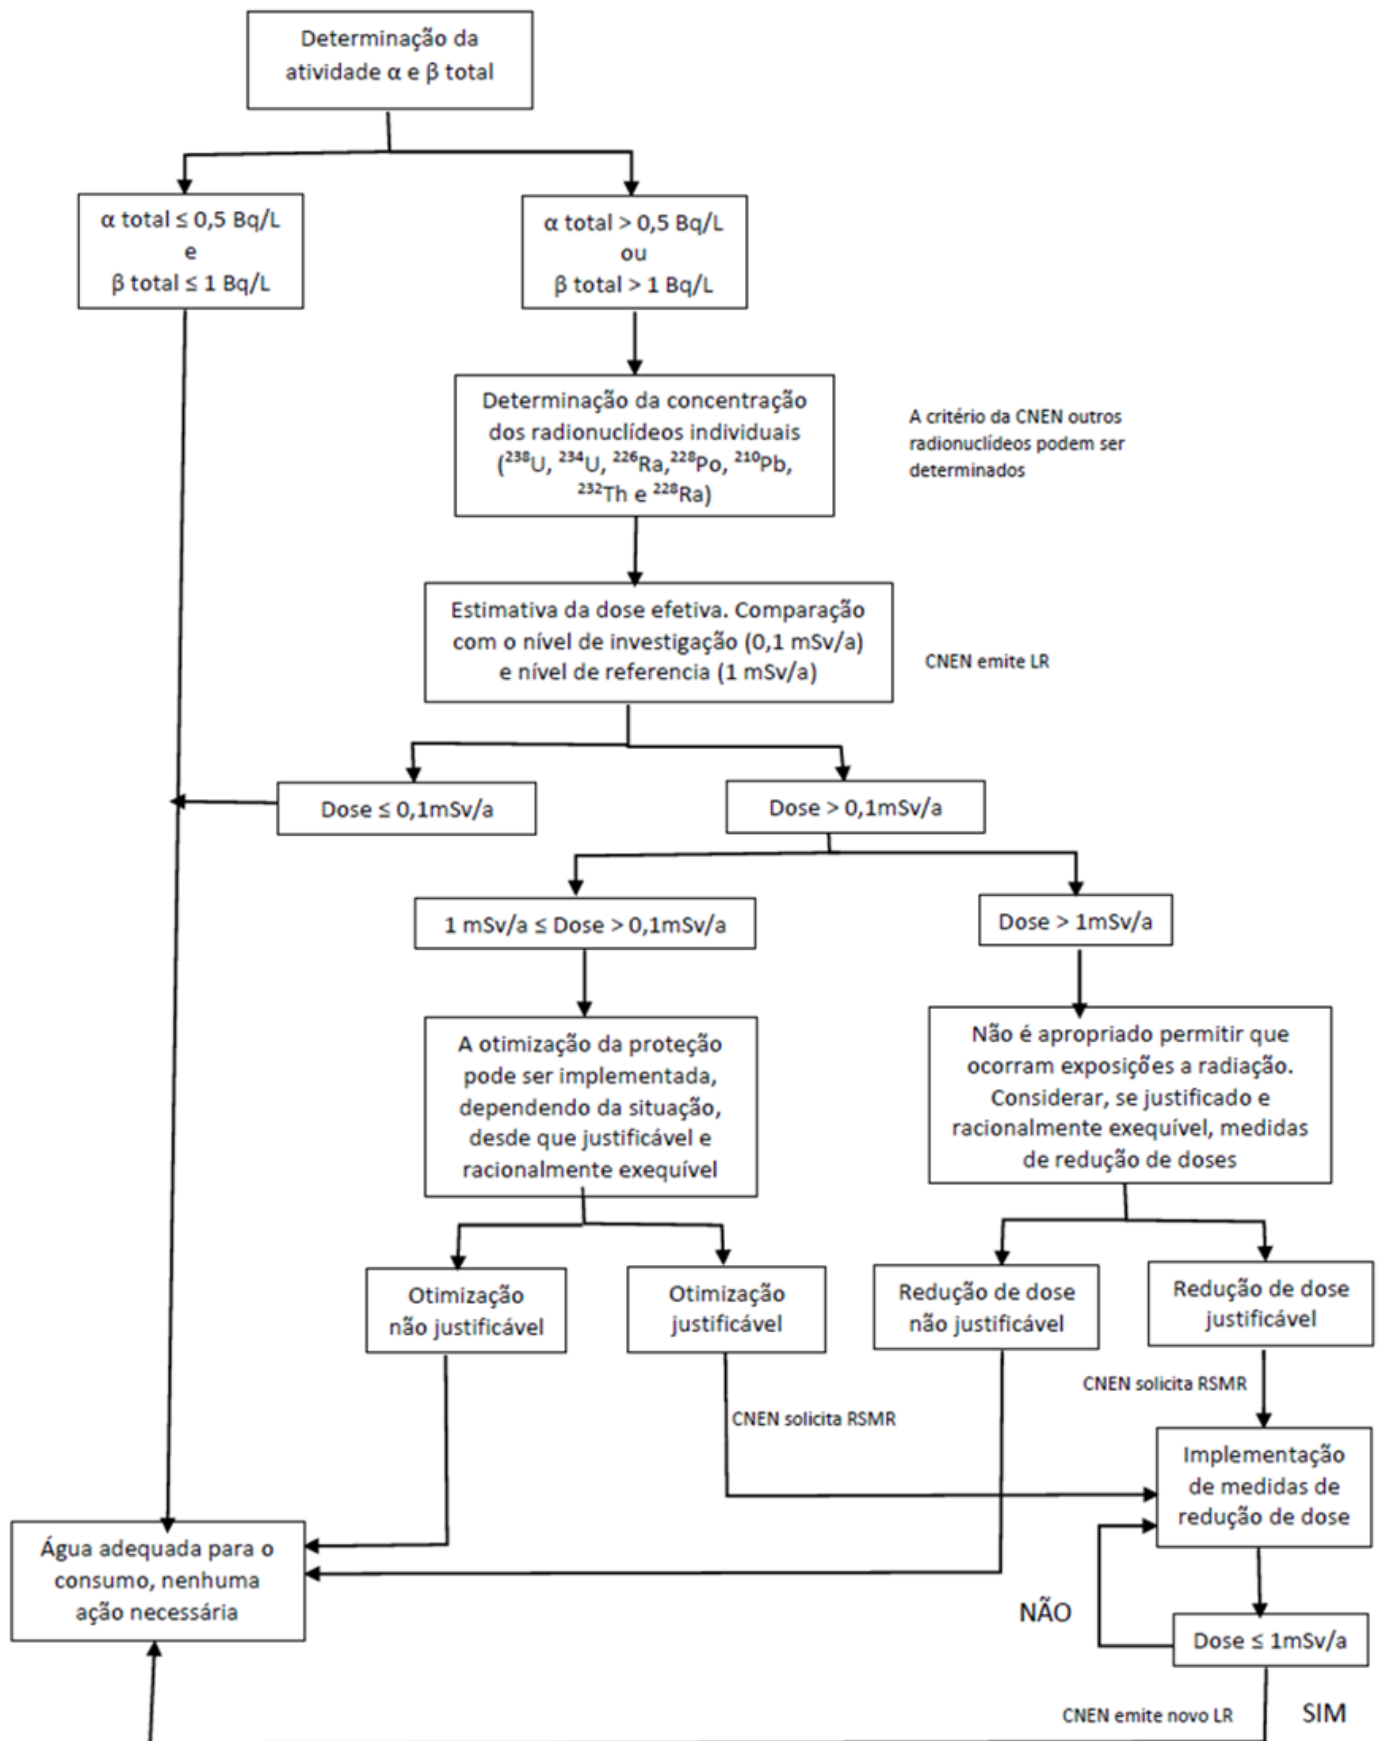 Determinação da
atividade α e β total
α total ≤ 0,5 Bq/L
e
β total ≤ 1 Bq/L
α total > 0,5 Bq/L
ou
β total > 1 Bq/L
Determinação da concentração
dos radionuclídeos individuais
(²³⁸U, ²³⁴U, ²²⁶Ra,²²⁸Po, ²¹⁰Pb,
²³²Th e ²²⁸Ra)
A critério da CNEN outros
radionuclídeos podem ser
determinados
Estimativa da dose efetiva. Comparação
com o nível de investigação (0,1 mSv/a)
e nível de referencia (1 mSv/a)
CNEN emite LR
Dose ≤ 0,1mSv/a
Dose > 0,1mSv/a
1 mSv/a ≤ Dose > 0,1mSv/a
Dose > 1mSv/a
A otimização da proteção
pode ser implementada,
dependendo da situação,
desde que justificável e
racionalmente exequível
Não é apropriado permitir que
ocorram exposições a radiação.
Considerar, se justificado e
racionalmente exequível, medidas
de redução de doses
Otimização
não justificável
Otimização
justificável
Redução de dose
não justificável
Redução de dose
justificável
CNEN solicita RSMR
CNEN solicita RSMR
Implementação
de medidas de
redução de dose
Água adequada para o
consumo, nenhuma
ação necessária
NÃO
Dose ≤ 1mSv/a
CNEN emite novo LR
SIM